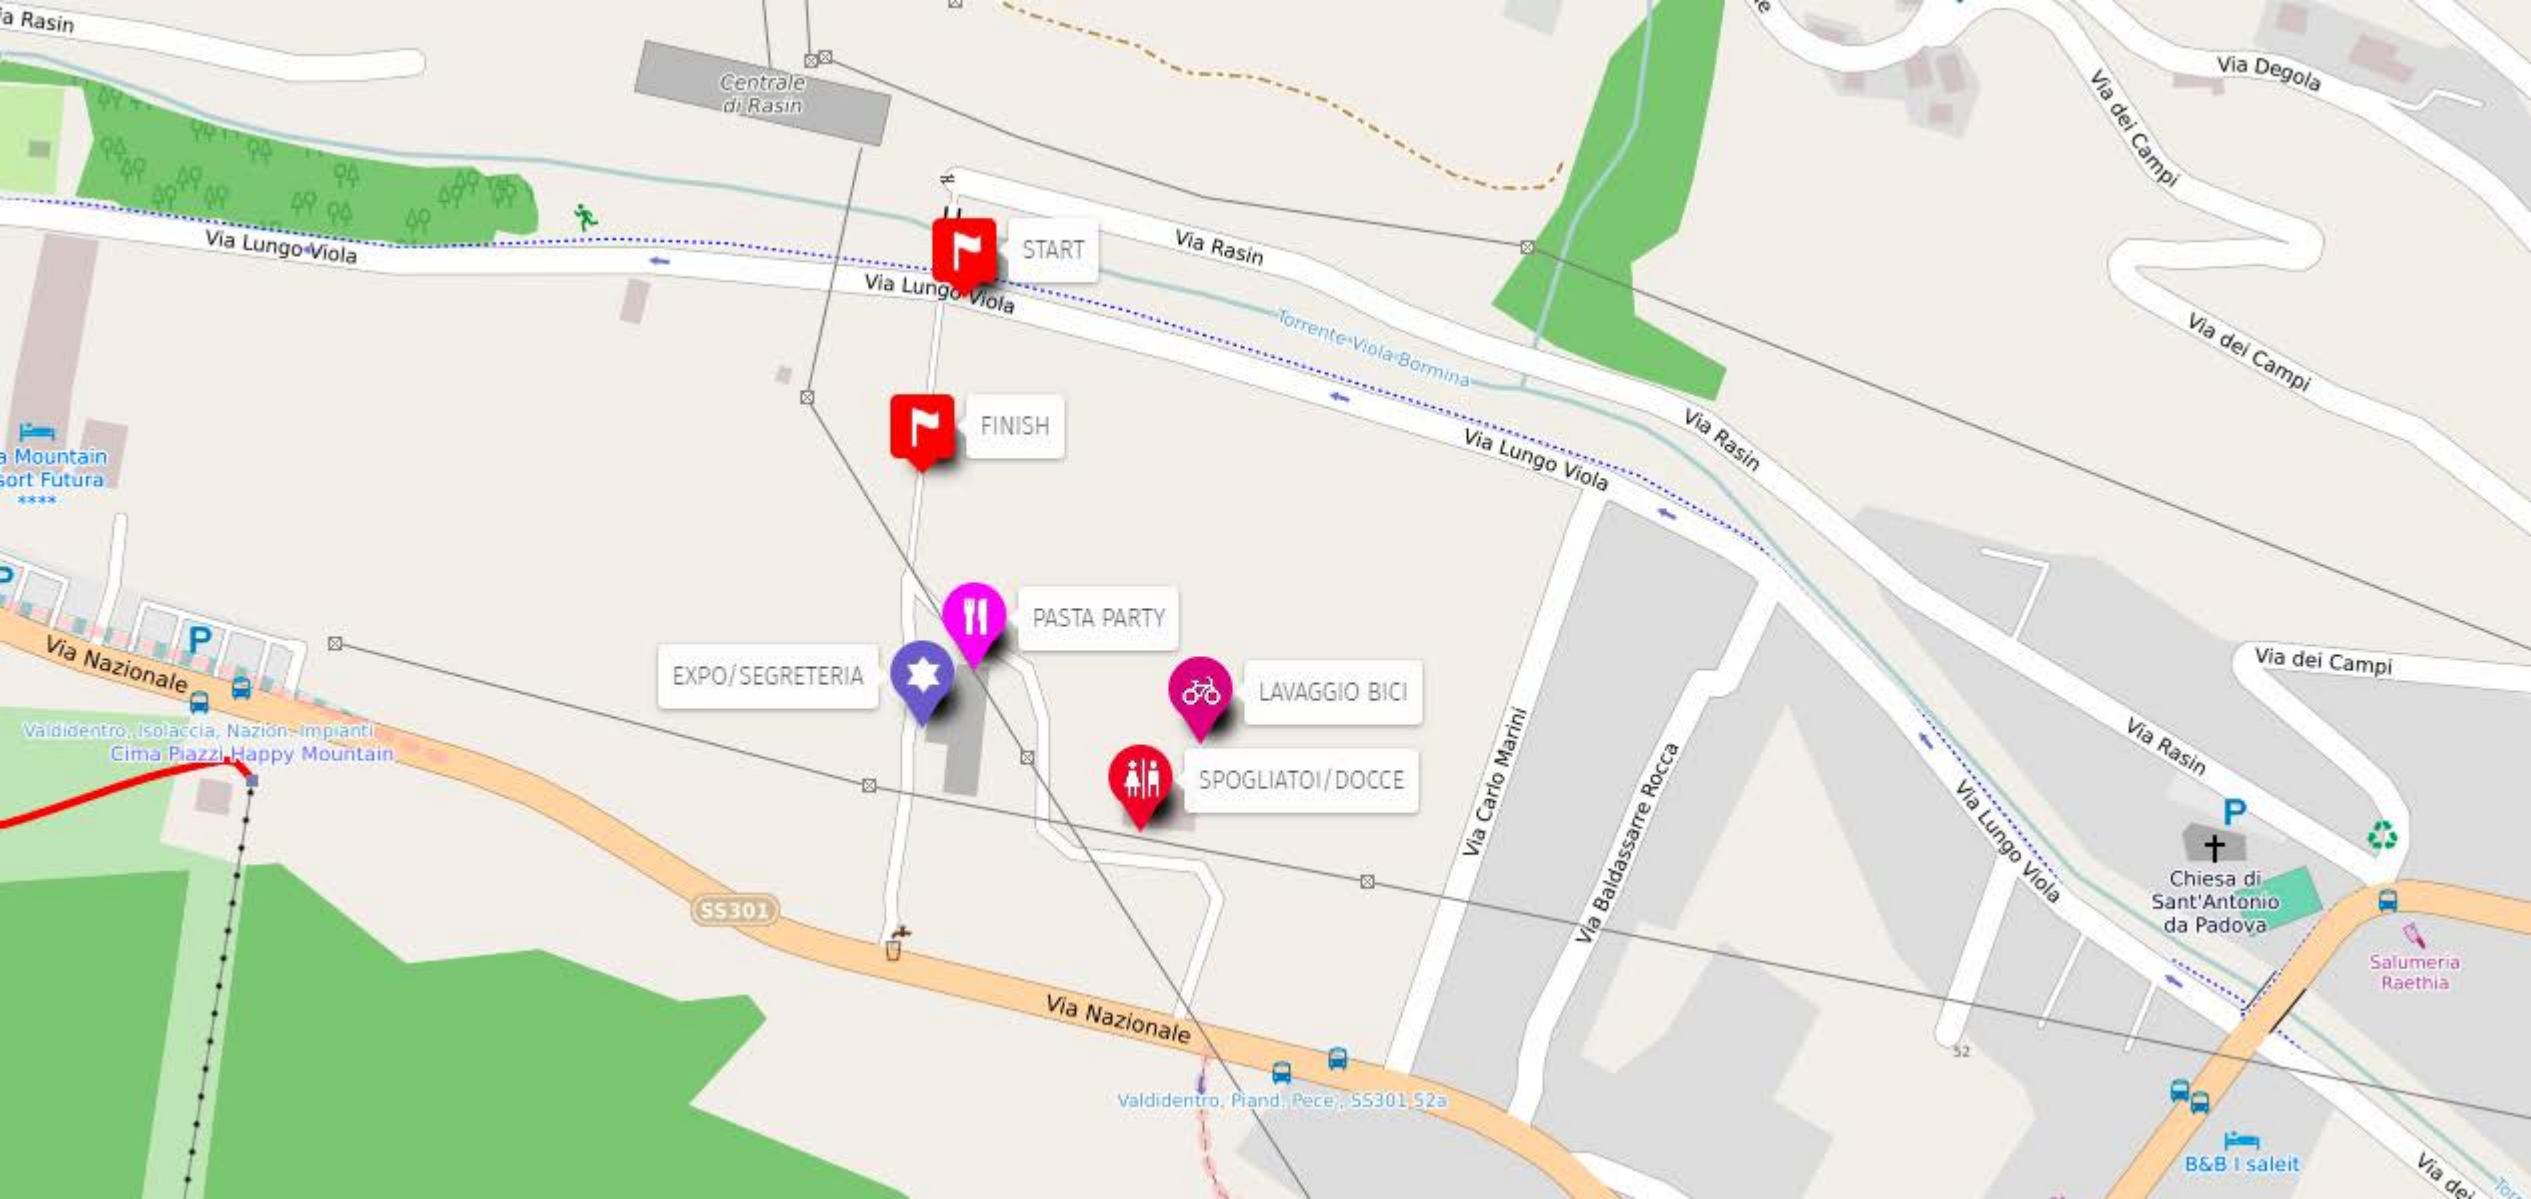 ia Rasin
Centrale
di Rasin
Via Degola
Via dei Campi
Via Lungo Viola
START
Via Rasin
Via Lungo Viola
Torrente Viola Bormina
Via dei Campi
FINISH
Via Rasin
Via Lungo Viola
a Mountain
sort Futura
****
P
P
PASTA PARTY
EXPO/SEGRETERIA
Via Nazionale
LAVAGGIO BICI
Via dei Campi
Valdidentro, Isolaccia, Nazion. Impianti
Cima Piazzi Happy Mountain
SPOGLIATOI/DOCCE
Via Carlo Marini
Via Baldassarre Rocca
Via Rasin
P
Via Lungo Viola
Chiesa di
Sant'Antonio
da Padova
SS301
Salumeria
Raethia
Via Nazionale
52
Valdidentro, Piand. Pece', SS301 52a
B&B I saleit
Via dei
Torr